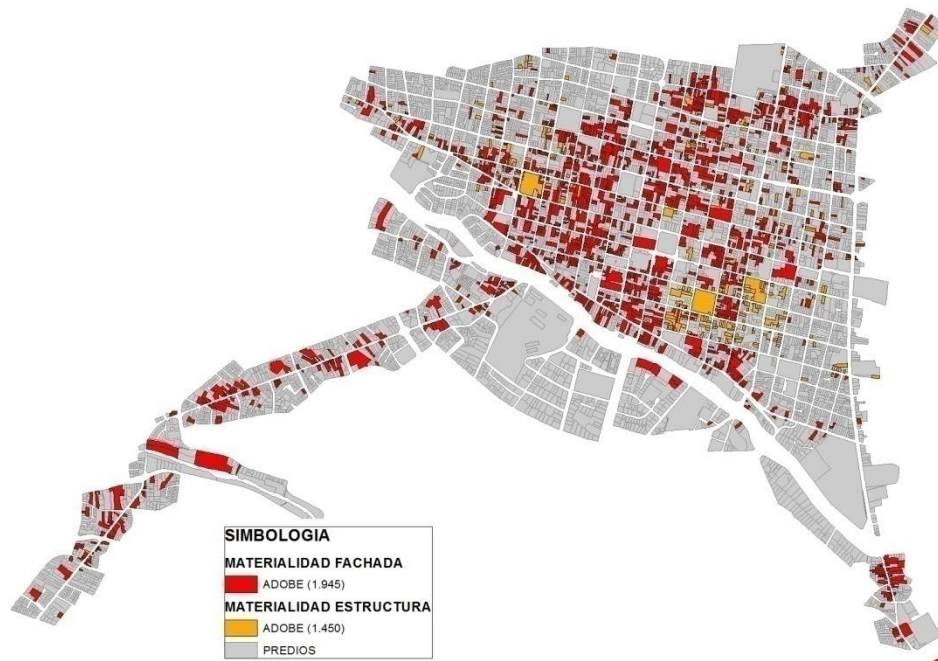 SIMBOLOGIA
MATERIALIDAD FACHADA
ADOBE (1.945)
MATERIALIDAD ESTRUCTURA
ADOBE (1.450)
PREDIOS